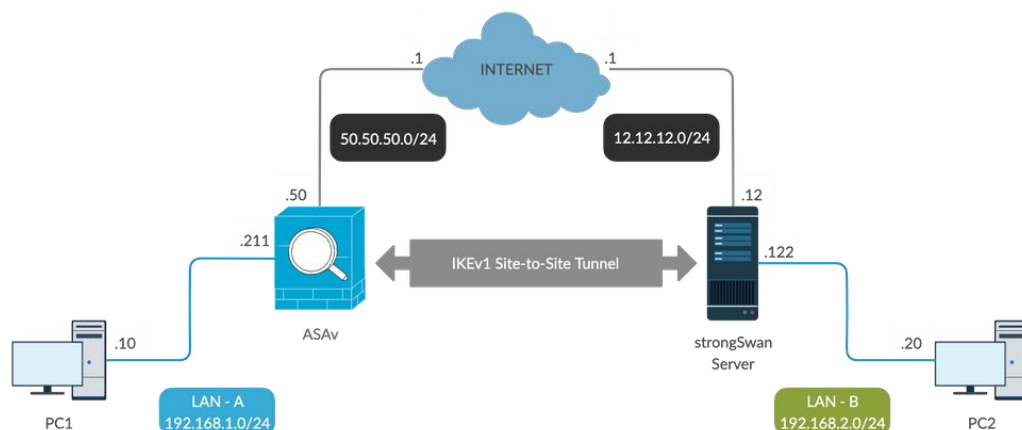 INTERNET
.1
.1
50.50.50.0/24
12.12.12.0/24
.50
.12
.211
IKEv1 Site-to-Site Tunnel
.122
ASAv
strongSwan
Server
.10
.20
PC1
LAN - A
192.168.1.0/24
LAN - B
192.168.2.0/24
PC2